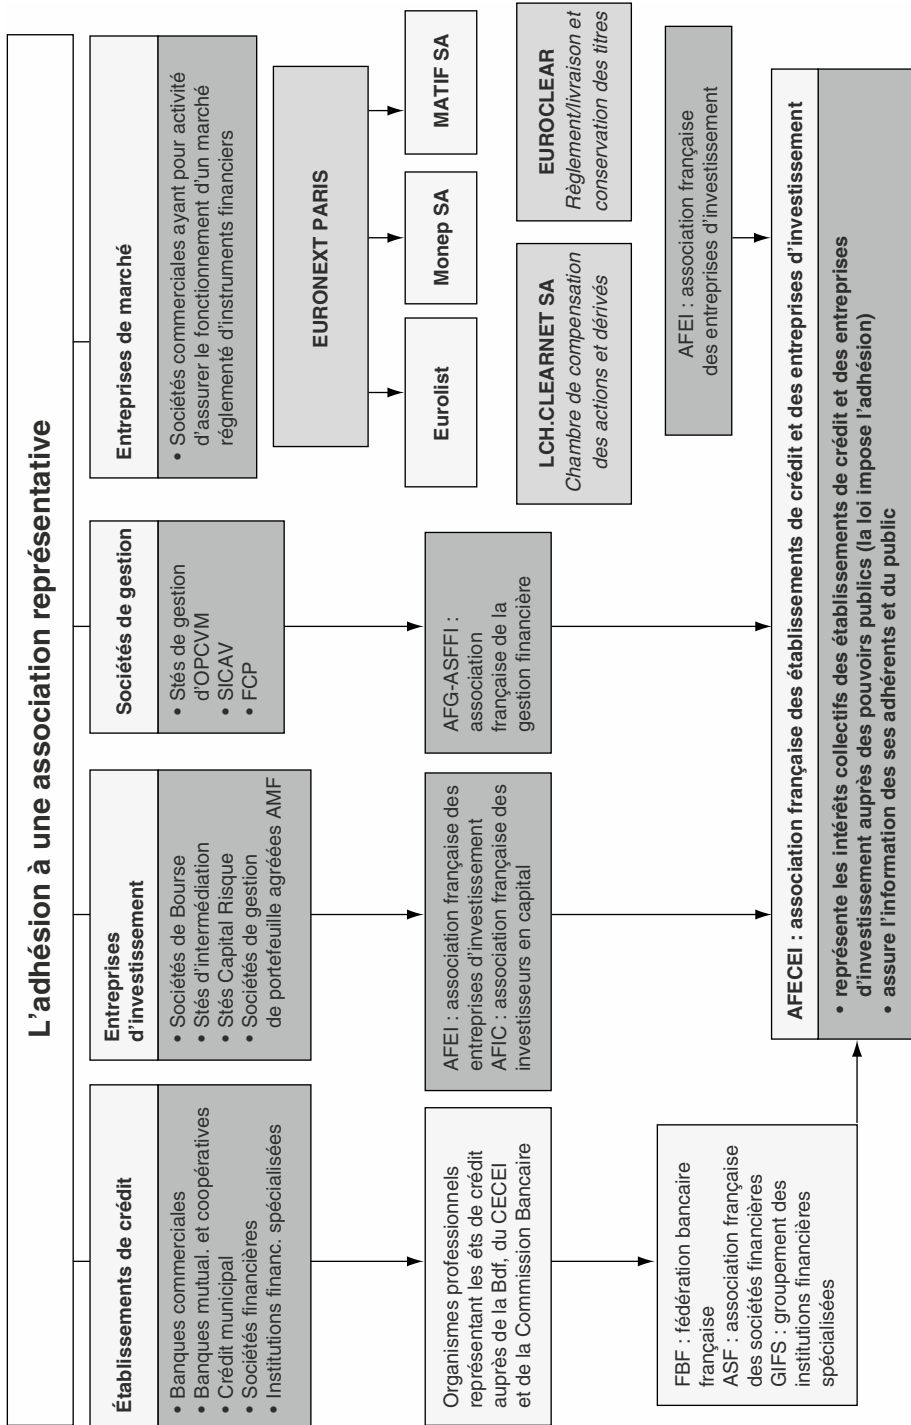 L'adhésion à une association représentative
Établissements de crédit
• Banques commerciales
• Banques mutual. et coopératives
• Crédit municipal
• Sociétés financières
• Institutions financ. spécialisées
Organismes professionnels
représentant les éts de crédit
auprès de la Bdf, du CECEI
et de la Commission Bancaire
FBF : fédération bancaire
française
ASF : association française
des sociétés financières
GIFS : groupement des
institutions financières
spécialisées
Entreprises
d'investissement
• Sociétés de Bourse
• Stés d'intermédiation
• Stés Capital Risque
• Sociétés de gestion
de portefeuille agréées AMF
AFEI : association française des
entreprises d'investissement
AFIC : association française des
investisseurs en capital
Sociétés de gestion
• Stés de gestion
d'OPCVM
• SICAV
• FCP
AFG-ASFFI :
association
française de la
gestion financière
Entreprises de marché
• Sociétés commerciales ayant pour activité
d'assurer le fonctionnement d'un marché
réglementé d'instruments financiers
EURONEXT PARIS
Eurolist
Monep SA
MATIF SA
LCH.CLEARNET SA
Chambre de compensation
des actions et dérivés
EUROCLEAR
Règlement/livraison et
conservation des titres
AFEI : association française
des entreprises d'investissement
AFECEI : association française des établissements de crédit et des entreprises d'investissement
• représente les intérêts collectifs des établissements de crédit et des entreprises
d'investissement auprès des pouvoirs publics (la loi impose l'adhésion)
• assure l'information des ses adhérents et du public